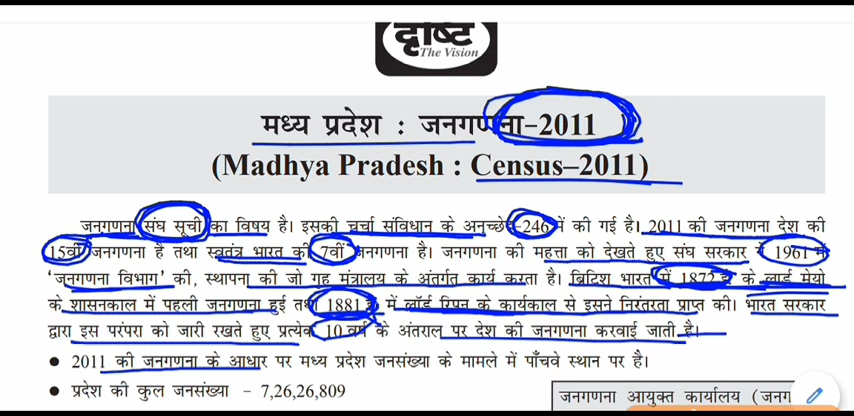 दृष्टि
The Vision
मध्य प्रदेश : जनगणना-2011
(Madhya Pradesh : Census–2011)
जनगणना संघ सूची का विषय है। इसकी चर्चा संविधान के अनुच्छेद-246 में की गई है। 2011 की जनगणना देश की
15वीं जनगणना है तथा स्वतंत्र भारत की 7वीं जनगणना है। जनगणना की महत्ता को देखते हुए संघ सरकार ने 1961 में
'जनगणना विभाग' की, स्थापना की जो गृह मंत्रालय के अंतर्गत कार्य करता है। ब्रिटिश भारत में 1872 ई. के लार्ड मेयो
के शासनकाल में पहली जनगणना हुई तथा 1881 ई. में लॉर्ड रिपन के कार्यकाल से इसने निरंतरता प्राप्त की। भारत सरकार
द्वारा इस परंपरा को जारी रखते हुए प्रत्येक 10 वर्ष के अंतराल पर देश की जनगणना करवाई जाती है।
● 2011 की जनगणना के आधार पर मध्य प्रदेश जनसंख्या के मामले में पाँचवे स्थान पर है।
● प्रदेश की कुल जनसंख्या - 7,26,26,809
जनगणना आयुक्त कार्यालय (जनग